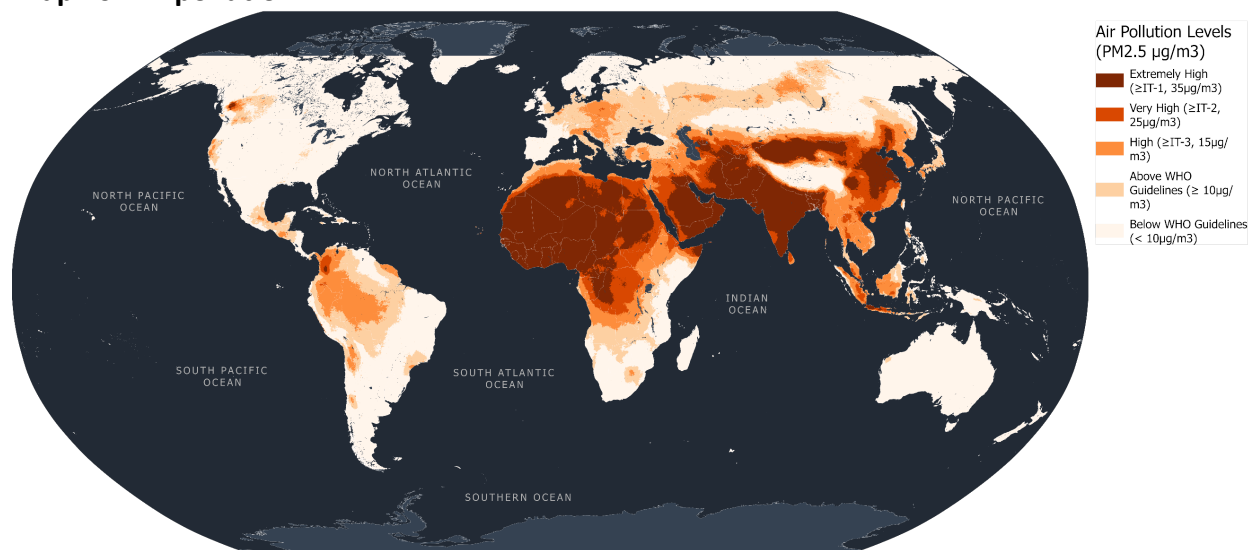 NORTH PACIFIC
OCEAN
NORTH ATLANTIC
OCEAN
NORTH PACIFIC
OCEAN
INDIAN
OCEAN
SOUTH PACIFIC
OCEAN
SOUTH ATLANTIC
OCEAN
SOUTHERN OCEAN
Air Pollution Levels
(PM2.5 µg/m3)
Extremely High
(≥IT-1, 35µg/m3)
Very High (≥IT-2,
25µg/m3)
High (≥IT-3, 15µg/
m3)
Above WHO
Guidelines (≥ 10µg/
m3)
Below WHO Guidelines
(< 10µg/m3)